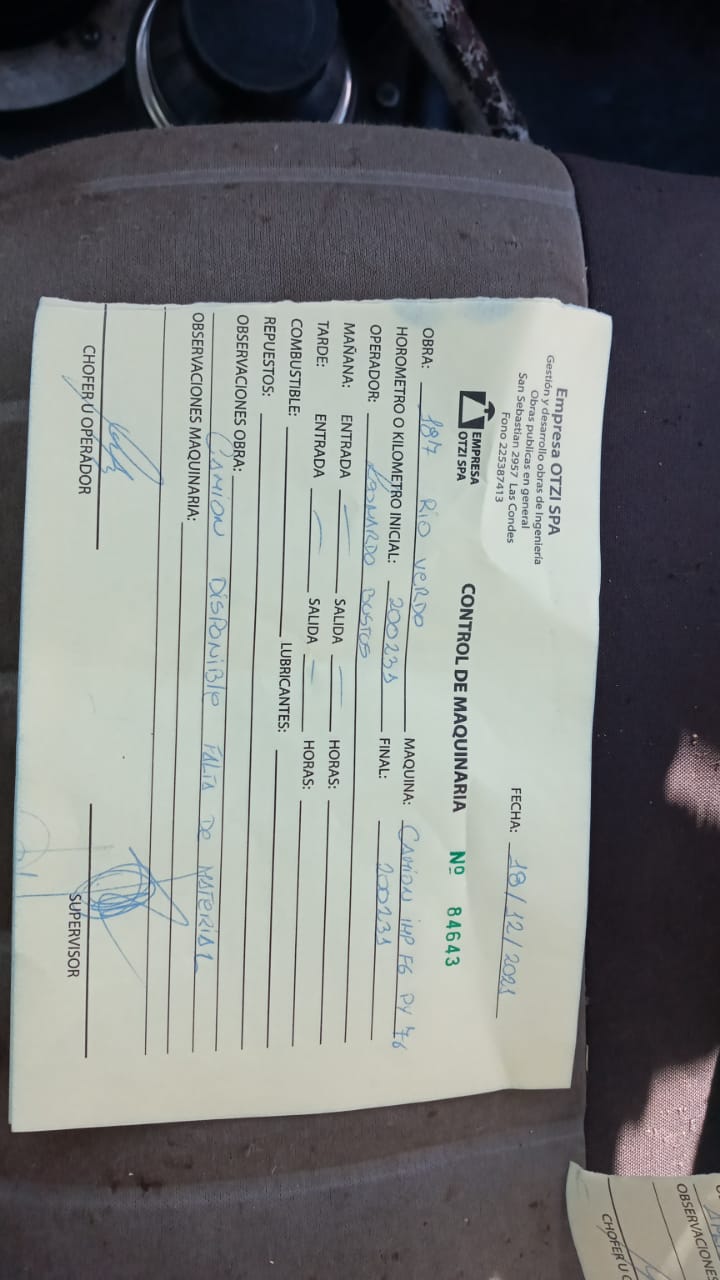 Empresa OTZI SPA
Gestión y desarrollo obras de Ingeniería
Obras publicas en general
San Sebastian 2957 Las Condes
Fono 225387413
EMPRESA
OTZI SPA
FECHA: 18/12/2021
CONTROL DE MAQUINARIA Nº 84643
OBRA: 187 Rio Verdo MAQUINA: CAMION IMP FG PY 76
HOROMETRO O KILOMETRO INICIAL: 200231 FINAL: 200231
OPERADOR: LEONARDO BUSTOS
MAÑANA: ENTRADA — SALIDA — HORAS:
TARDE: ENTRADA — SALIDA — HORAS:
COMBUSTIBLE: LUBRICANTES:
REPUESTOS:
OBSERVACIONES OBRA:
CAMION DISPONIBLE FALTA DE MATERIAL
OBSERVACIONES MAQUINARIA:
CHOFER U OPERADOR
SUPERVISOR
OBSERVACIONES
CHOFER U